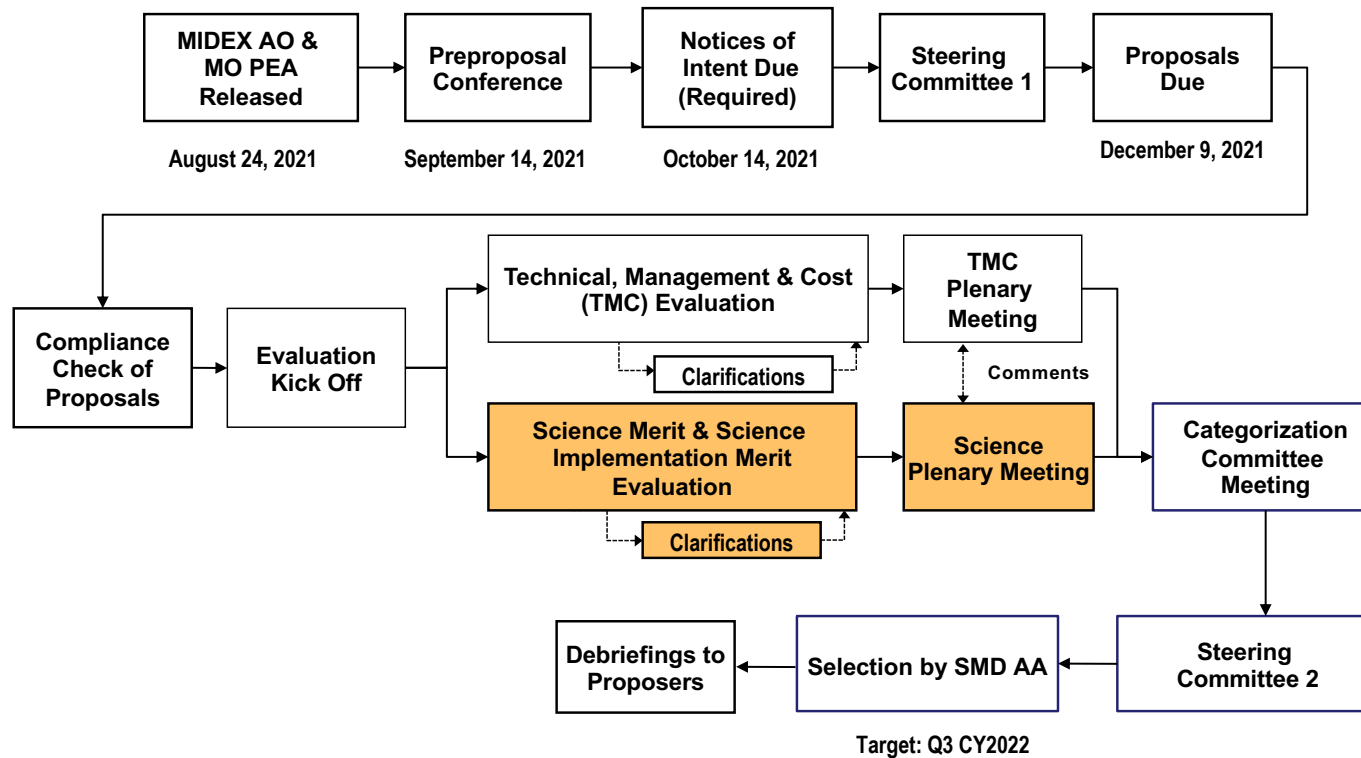 MIDEX AO &
MO PEA
Released
Preproposal
Conference
Notices of
Intent Due
(Required)
Steering
Committee 1
Proposals
Due
August 24, 2021
September 14, 2021
October 14, 2021
December 9, 2021
Compliance
Check of
Proposals
Evaluation
Kick Off
Technical, Management & Cost
(TMC) Evaluation
Clarifications
TMC
Plenary
Meeting
Comments
Science Merit & Science
Implementation Merit
Evaluation
Clarifications
Science
Plenary Meeting
Categorization
Committee
Meeting
Debriefings to
Proposers
Selection by SMD AA
Steering
Committee 2
Target: Q3 CY2022